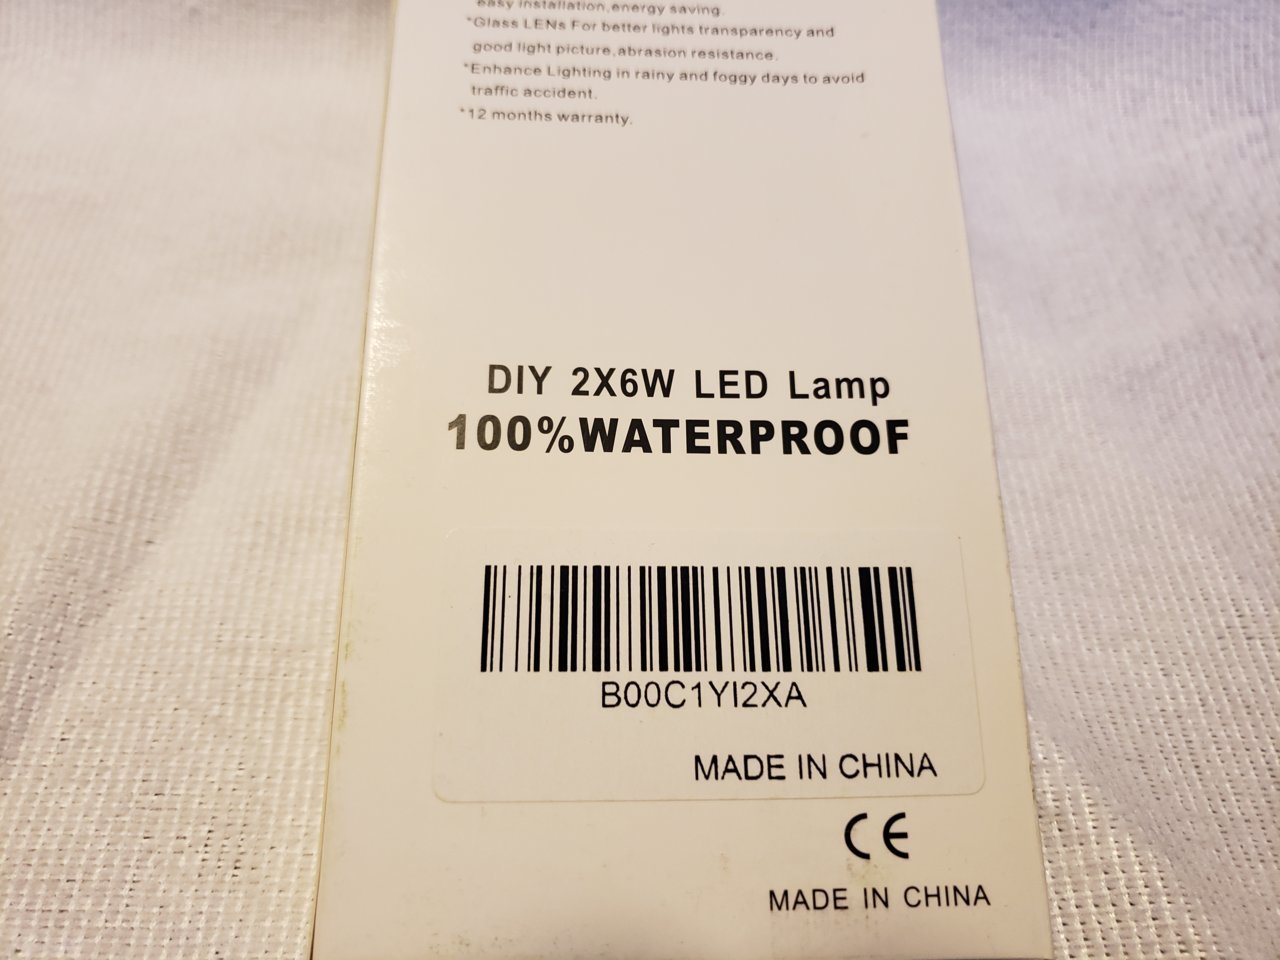 easy installation,energy saving.
*Glass LENs For better lights transparency and
good light picture,abrasion resistance.
*Enhance Lighting in rainy and foggy days to avoid
traffic accident.
*12 months warranty.
DIY 2X6W LED Lamp
100%WATERPROOF
B00C1YI2XA
MADE IN CHINA
CE
MADE IN CHINA